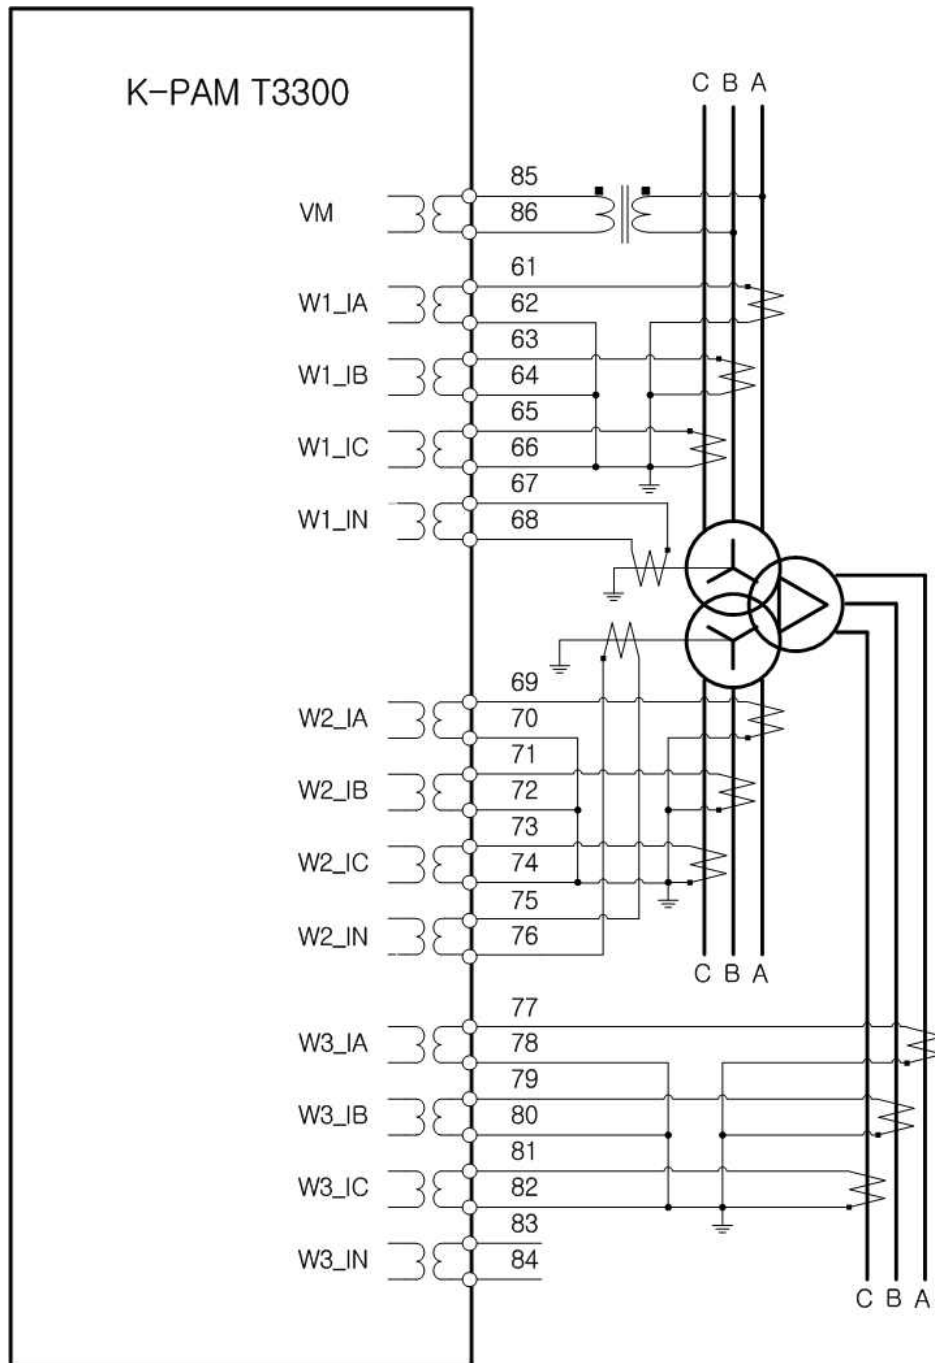 K-PAM T3300
C B A
85
VM
86
61
W1_IA
62
63
W1_IB
64
65
W1_IC
66
67
W1_IN
68
69
W2_IA
70
71
W2_IB
72
73
W2_IC
74
75
W2_IN
76
C B A
77
W3_IA
78
79
W3_IB
80
81
W3_IC
82
83
W3_IN
84
C B A